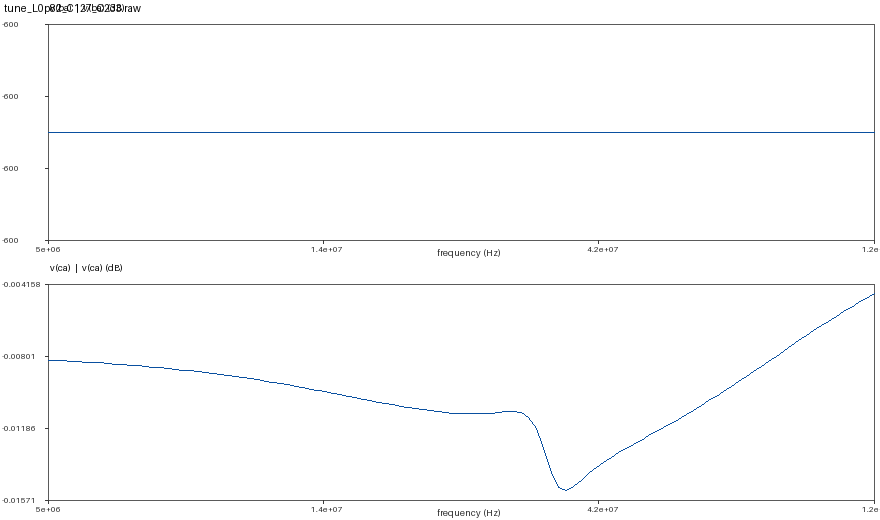 -600
-600
-600
-600
5e+06 1.4e+07 4.2e+07 1.2e
frequency (Hz)
v(ca) | v(ca) (dB)
-0.004158
-0.00801
-0.01186
-0.01571
5e+06 1.4e+07 4.2e+07 1.2e
frequency (Hz)